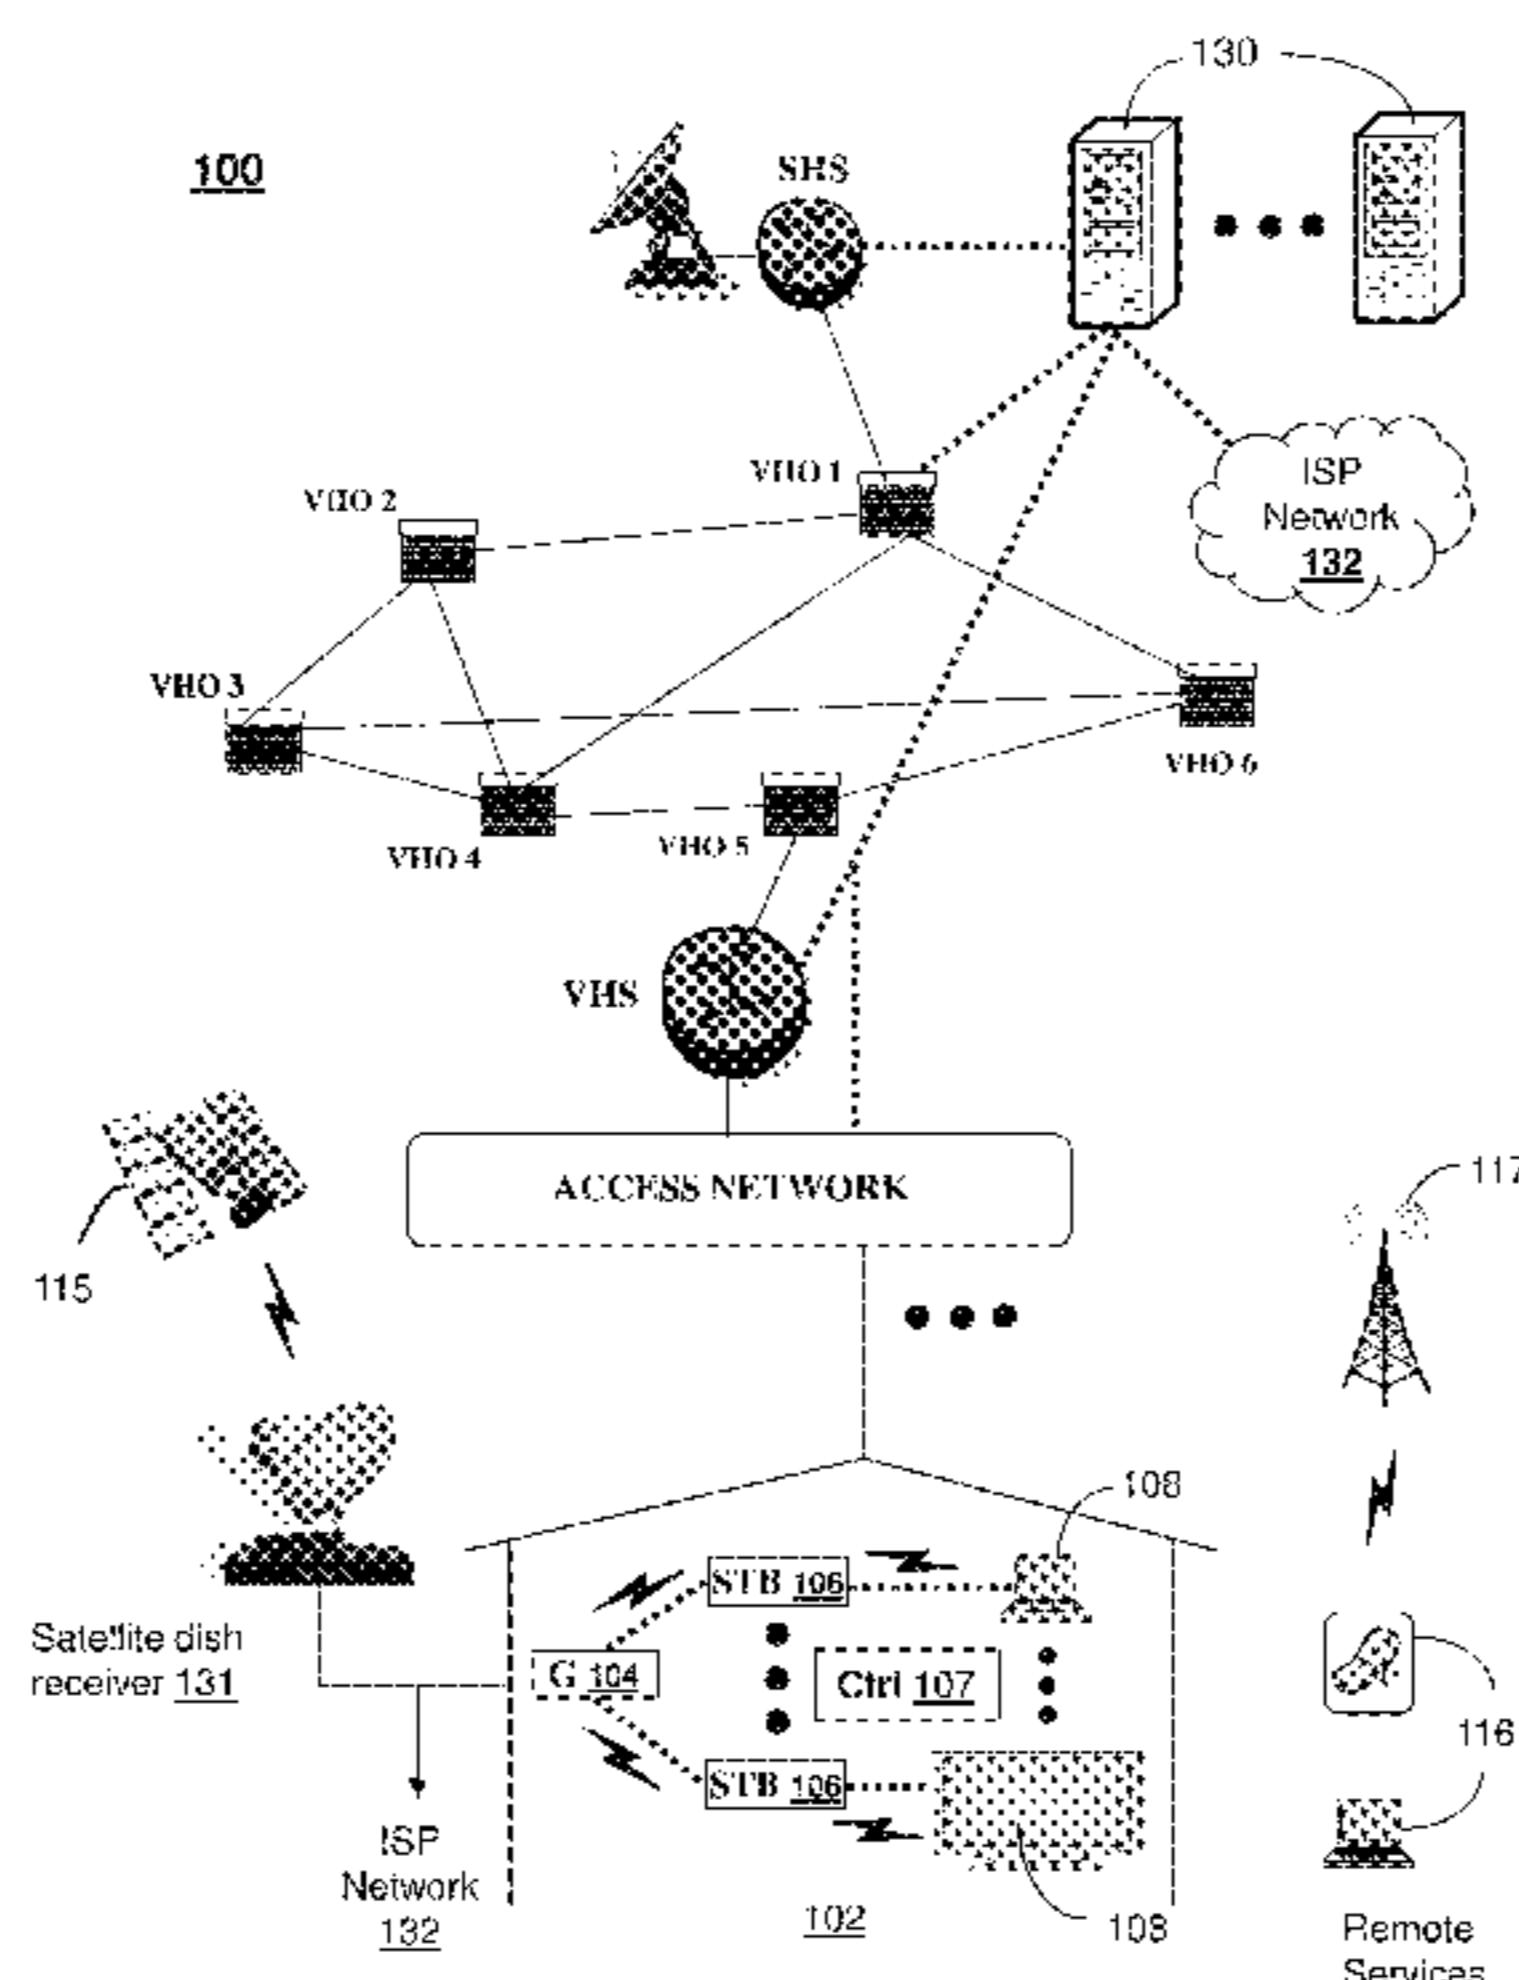 130
100
SHS
VHO 1
ISP
Network
132
VHO 2
VHO 3
VHO 6
VHO 4
VHO 5
VHS
ACCESS NETWORK
117
115
108
STB 106
Satellite dish
receiver 131
G 104
Ctrl 107
116
STB 106
ISP
Network
132
102
108
Remote
Services